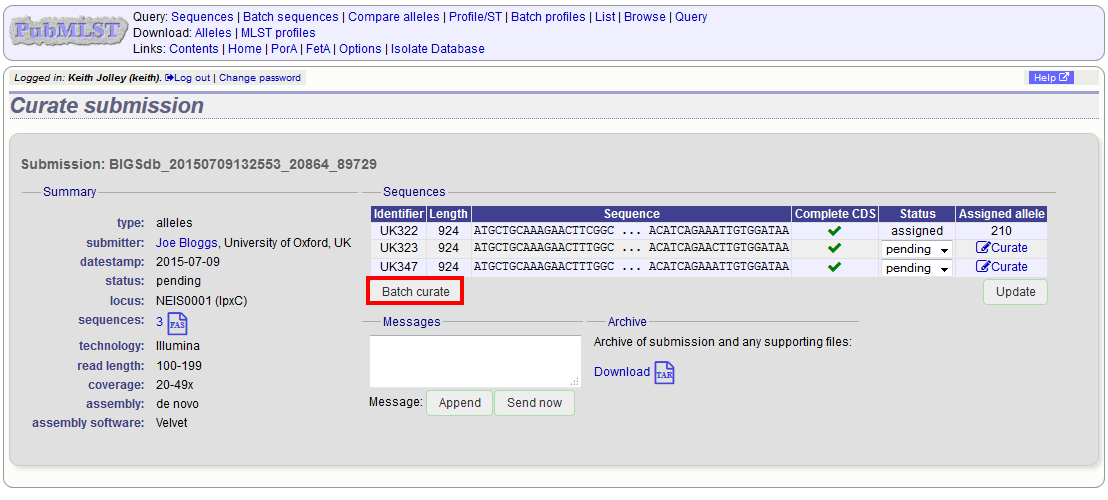 PubMLST
Query: Sequences | Batch sequences | Compare alleles | Profile/ST | Batch profiles | List | Browse | Query
Download: Alleles | MLST profiles
Links: Contents | Home | PorA | FetA | Options | Isolate Database
Logged in: Keith Jolley (keith). Log out | Change password
Help
Curate submission
Submission: BIGSdb_20150709132553_20864_89729
Summary
type: alleles
submitter: Joe Bloggs, University of Oxford, UK
datestamp: 2015-07-09
status: pending
locus: NEIS0001 (lpxC)
sequences: 3 FAS
technology: Illumina
read length: 100-199
coverage: 20-49x
assembly: de novo
assembly software: Velvet
Sequences
Identifier Length Sequence Complete CDS Status Assigned allele
UK322 924 ATGCTGCAAAGAACTTCGGC ... ACATCAGAAATTGTGGATAA assigned 210
UK323 924 ATGCTGCAAAGAACTTTGGC ... ACATCAGAAATTGTGGATAA pending Curate
UK347 924 ATGCTGCAAAGAACTTTGGC ... ACATCAGAAATTGTGGATAA pending Curate
Batch curate Update
Messages
Message: Append Send now
Archive
Archive of submission and any supporting files:
Download TAR